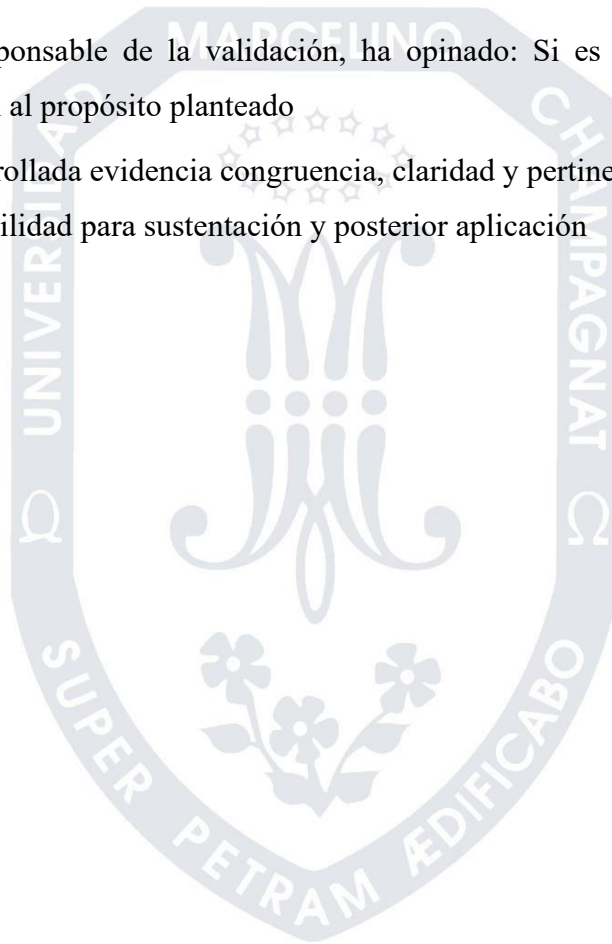 ponsable de la validación, ha opinado: Si es
al propósito planteado
rollada evidencia congruencia, claridad y pertine
ilidad para sustentación y posterior aplicación
UNIVERSIDAD
MARCELINO
CHAMPAGNAT
Ω
Ω
SUPER PETRAM ÆDIFICABO